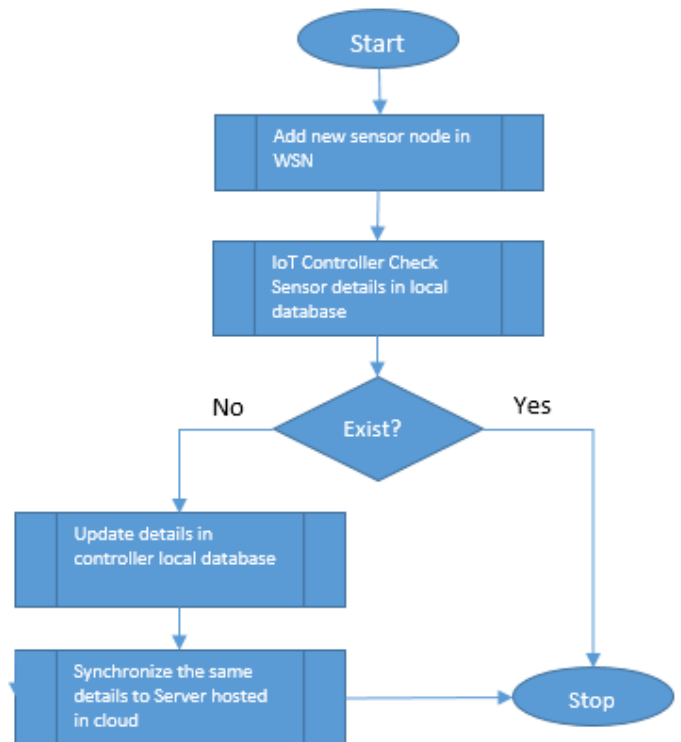 Start
Add new sensor node in
WSN
IoT Controller Check
Sensor details in local
database
No
Yes
Exist?
Update details in
controller local database
Synchronize the same
details to Server hosted
in cloud
Stop